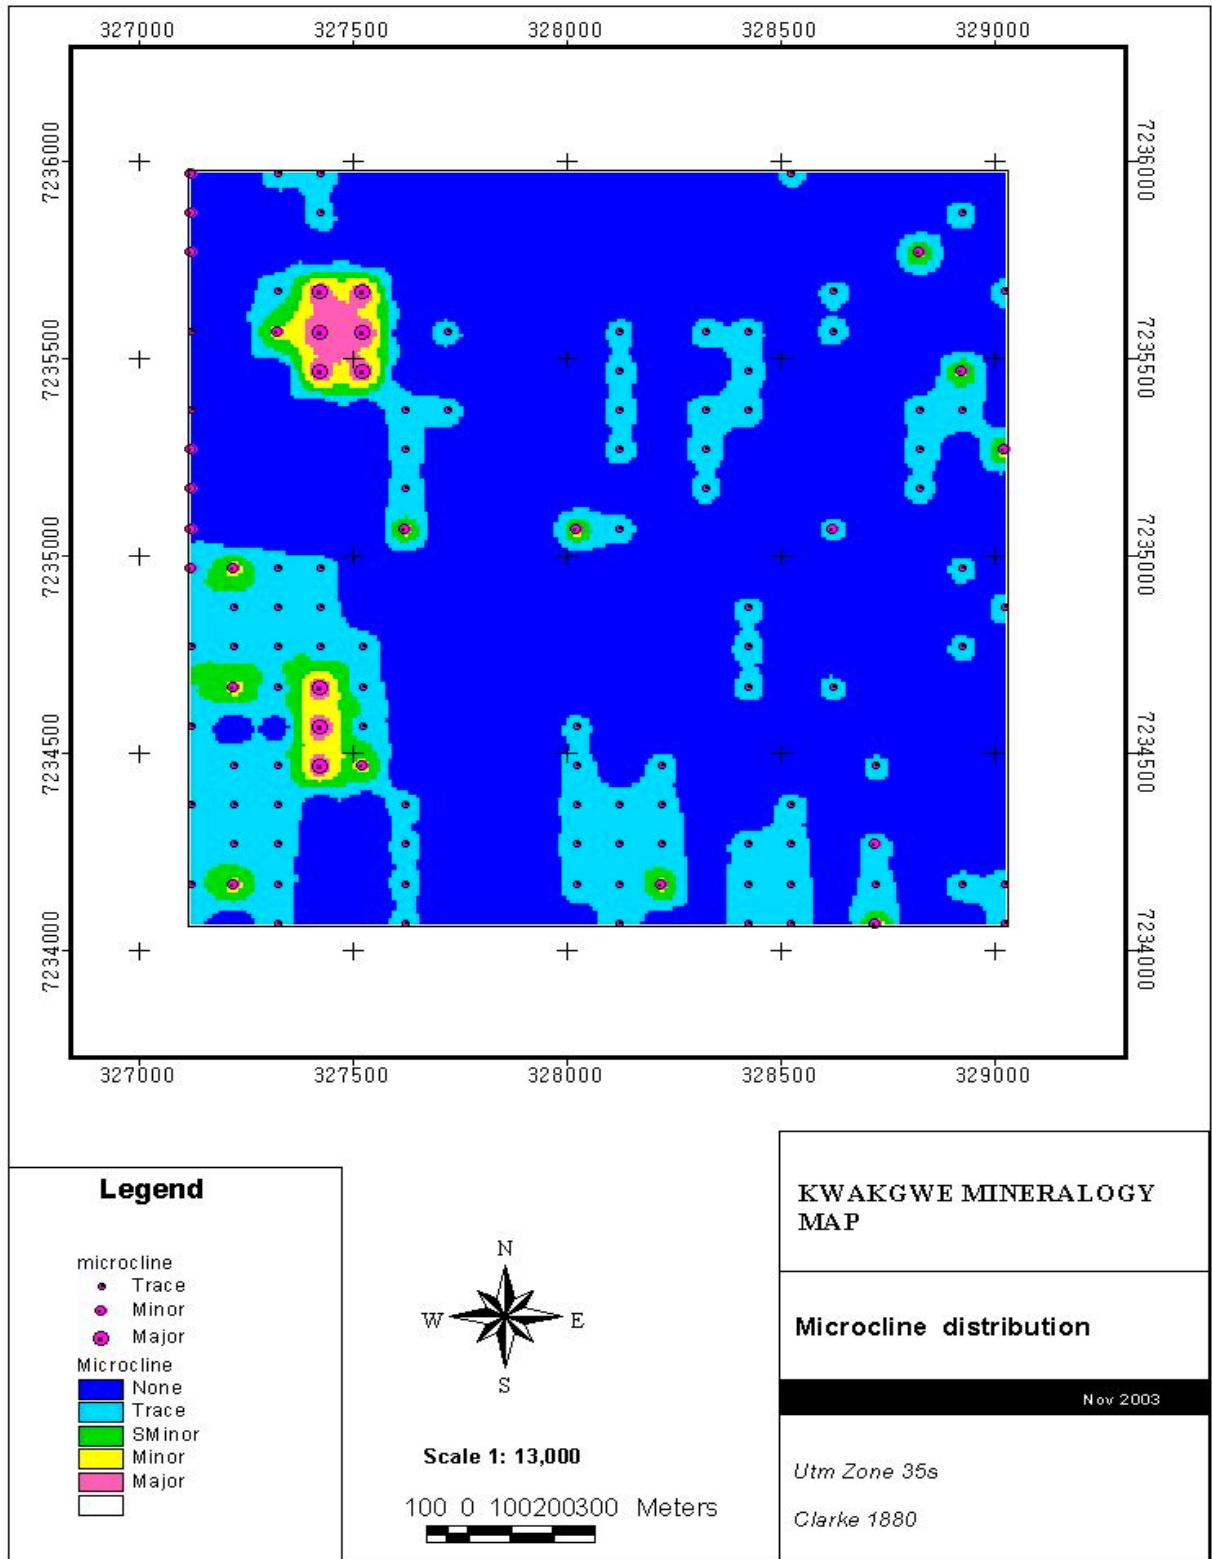 327000 327500 328000 328500 329000
7236000 7236000
7235500 7235500
7235000 7235000
7234500 7234500
7234000 7234000
327000 327500 328000 328500 329000
Legend
microcline
Trace
Minor
Major
Microcline
None
Trace
SMinor
Minor
Major
N
W E
S
Scale 1: 13,000
100 0 100200300 Meters
KWAKGWE MINERALOGY
MAP
Microcline distribution
Nov 2003
Utm Zone 35s
Clarke 1880